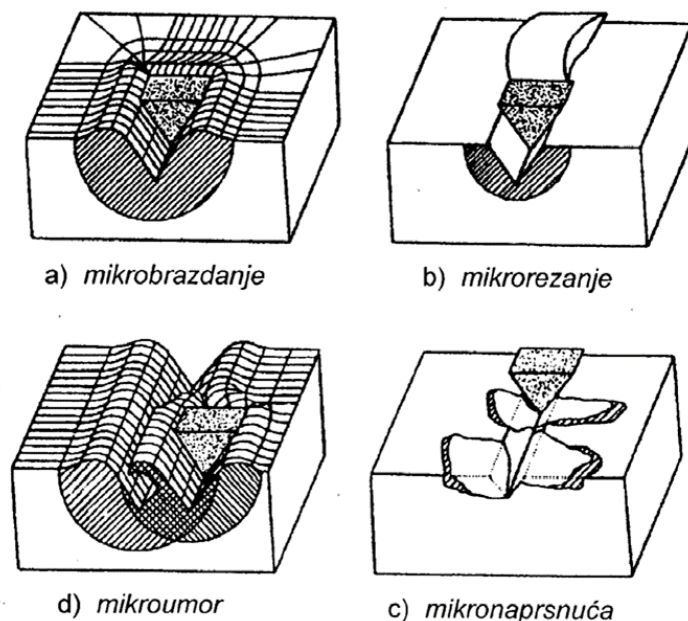 a) mikrobrazdanje
b) mikrorezanje
d) mikroumor
c) mikronaprsnuća